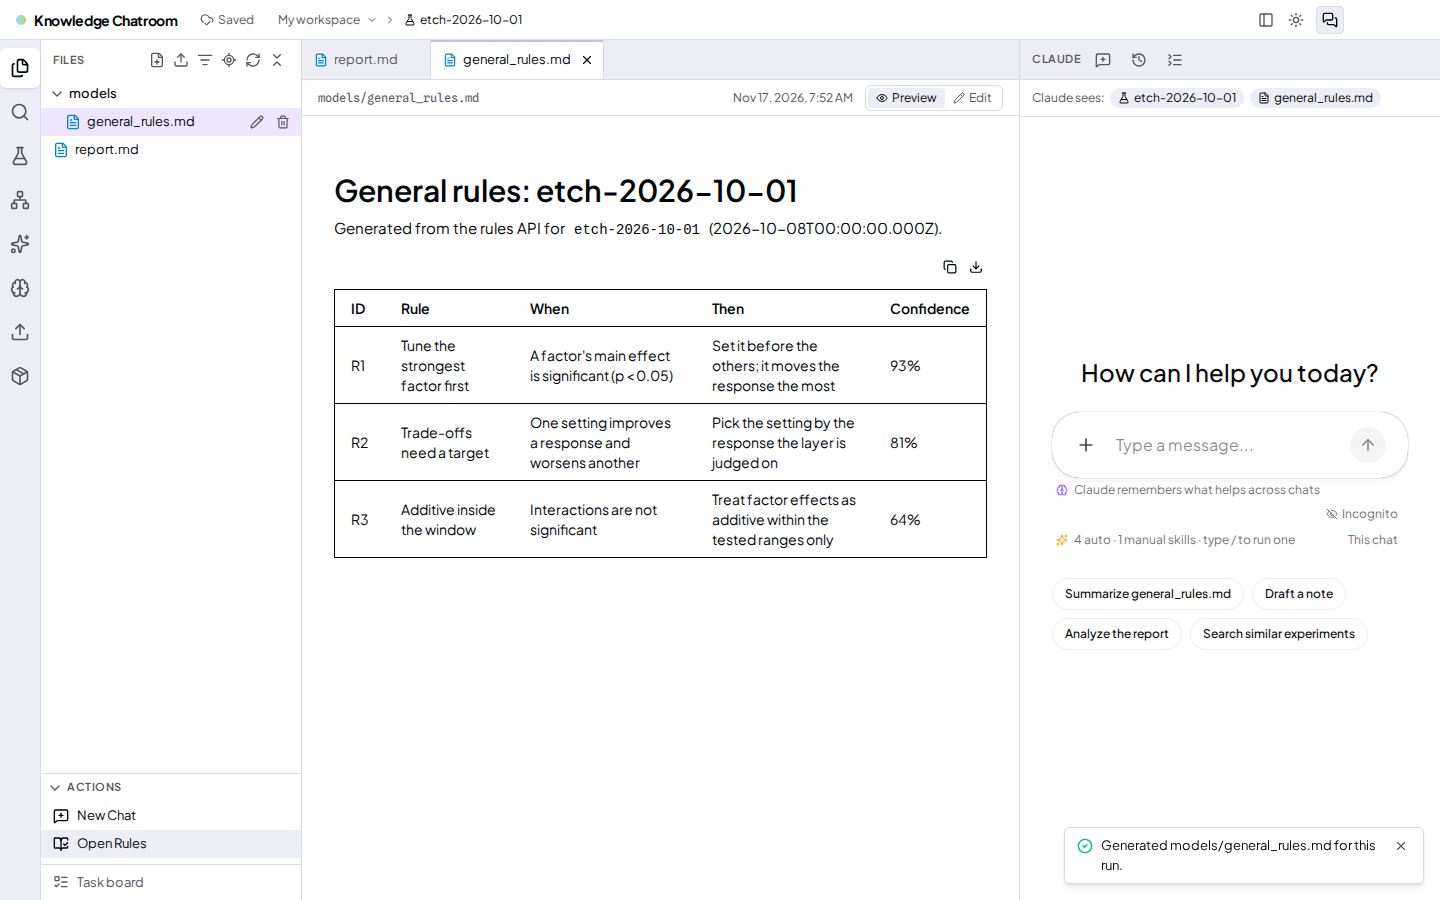 Knowledge Chatroom
Saved
My workspace
etch-2026-10-01
FILES
models
general_rules.md
report.md
ACTIONS
New Chat
Open Rules
Task board
report.md
general_rules.md
models/general_rules.md
Nov 17, 2026, 7:52 AM
Preview
Edit
General rules: etch-2026-10-01
Generated from the rules API for etch-2026-10-01 (2026-10-08T00:00:00.000Z).
ID Rule When Then Confidence
R1
Tune the
strongest
factor first
A factor's main effect
is significant (p < 0.05)
Set it before the
others; it moves the
response the most
93%
R2
Trade-offs
need a target
One setting improves
a response and
worsens another
Pick the setting by the
response the layer is
judged on
81%
R3
Additive inside
the window
Interactions are not
significant
Treat factor effects as
additive within the
tested ranges only
64%
CLAUDE
Claude sees:
etch-2026-10-01
general_rules.md
How can I help you today?
Type a message...
Claude remembers what helps across chats
Incognito
4 auto · 1 manual skills · type / to run one
This chat
Summarize general_rules.md
Draft a note
Analyze the report
Search similar experiments
Generated models/general_rules.md for this
run.